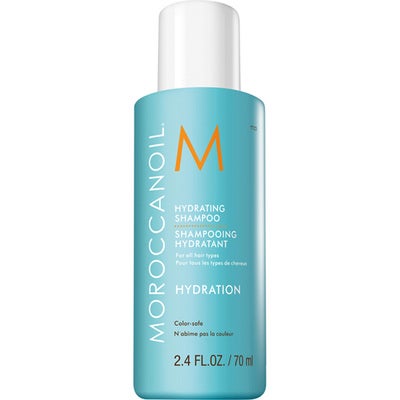 MOROCCANOIL.
M
HYDRATING
SHAMPOO
SHAMPOOING
HYDRATANT
For all hair types
Pour tous les types de cheveux
HYDRATION
Color-safe
N'abîme pas la couleur
2.4 FL.OZ. / 70 ml